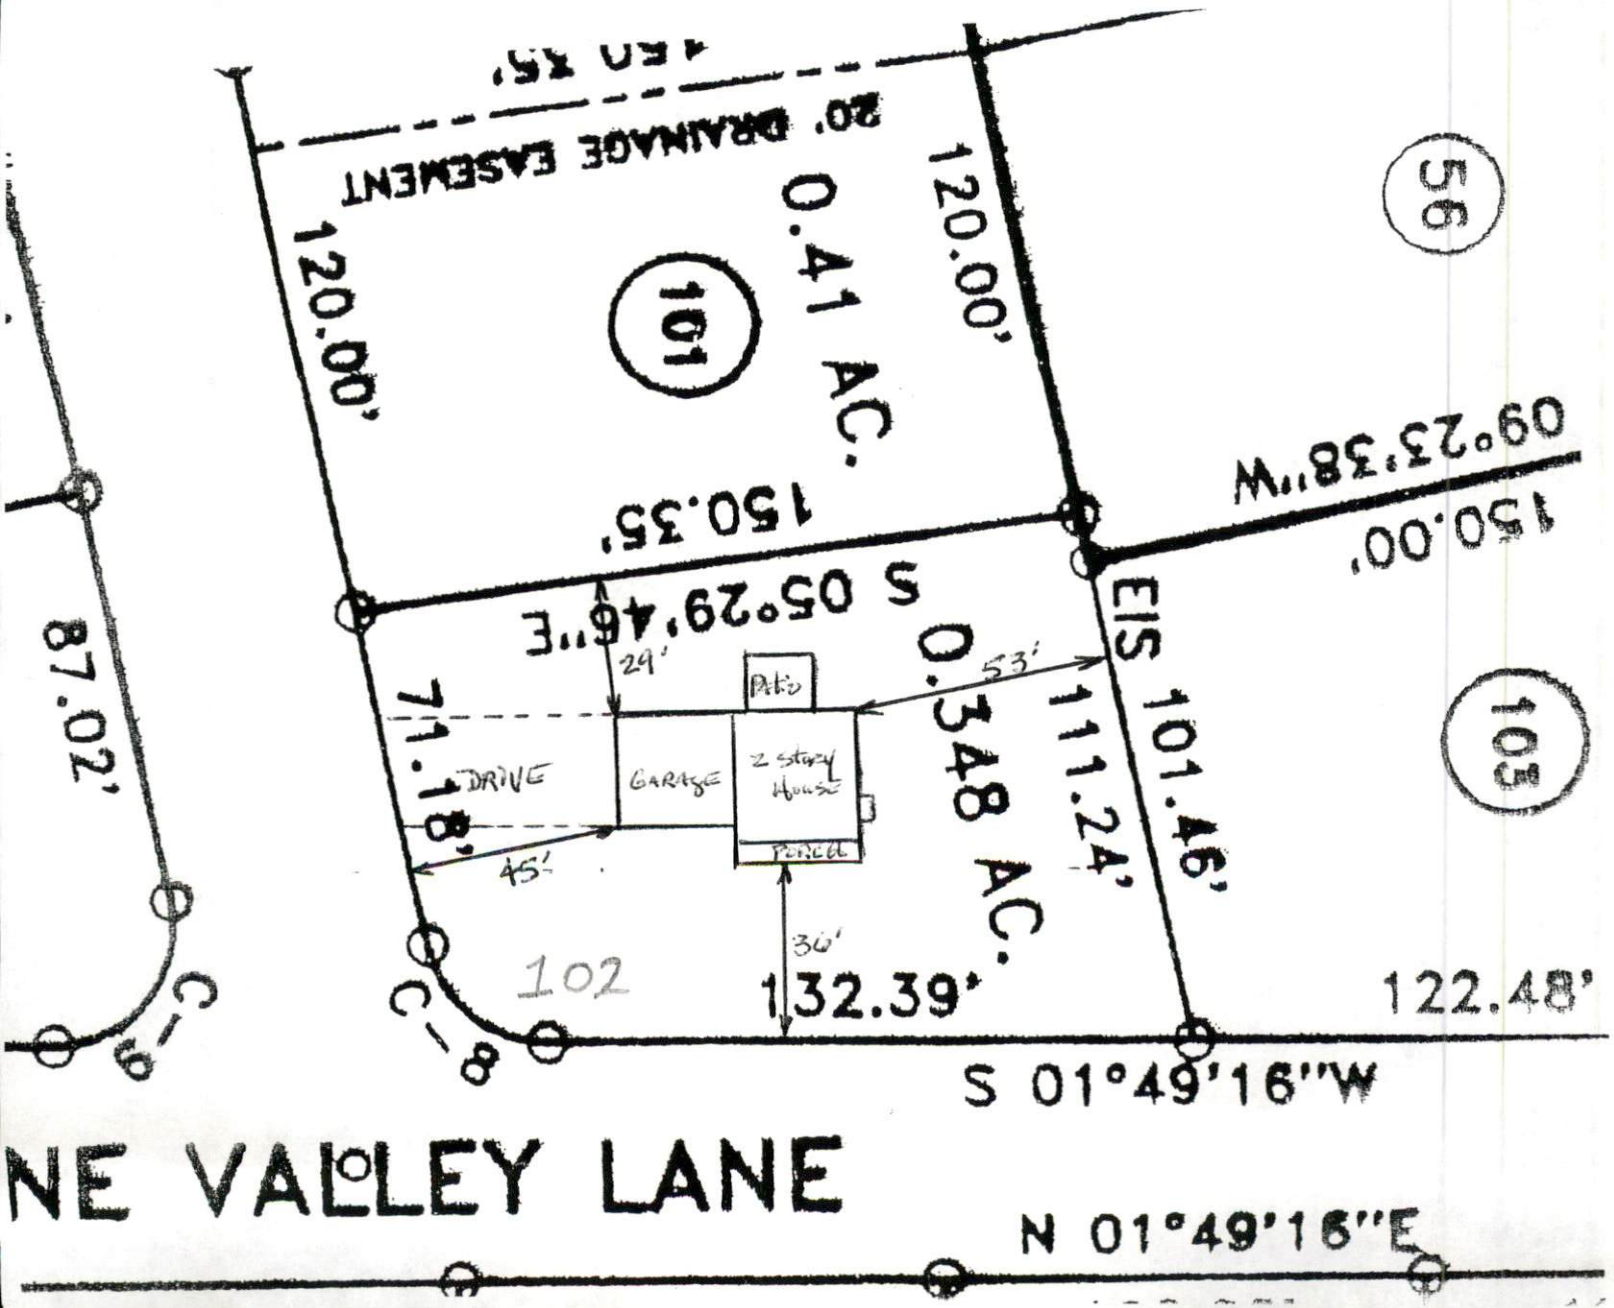 150.35'
20' DRAINAGE EASEMENT
120.00'
101
0.41 AC.
120.00'
56
09°23'38"W
150.00'
150.35'
S 05°29'46"E
EIS
29'
53'
PATIO
0.348 AC.
111.24'
101.46'
103
87.02'
71.18'
DRIVE
GARAGE
2 STORY
HOUSE
PORCH
45'
36'
102
132.39'
122.48'
C-9
C-8
S 01°49'16"W
NE VALLEY LANE
N 01°49'16"E